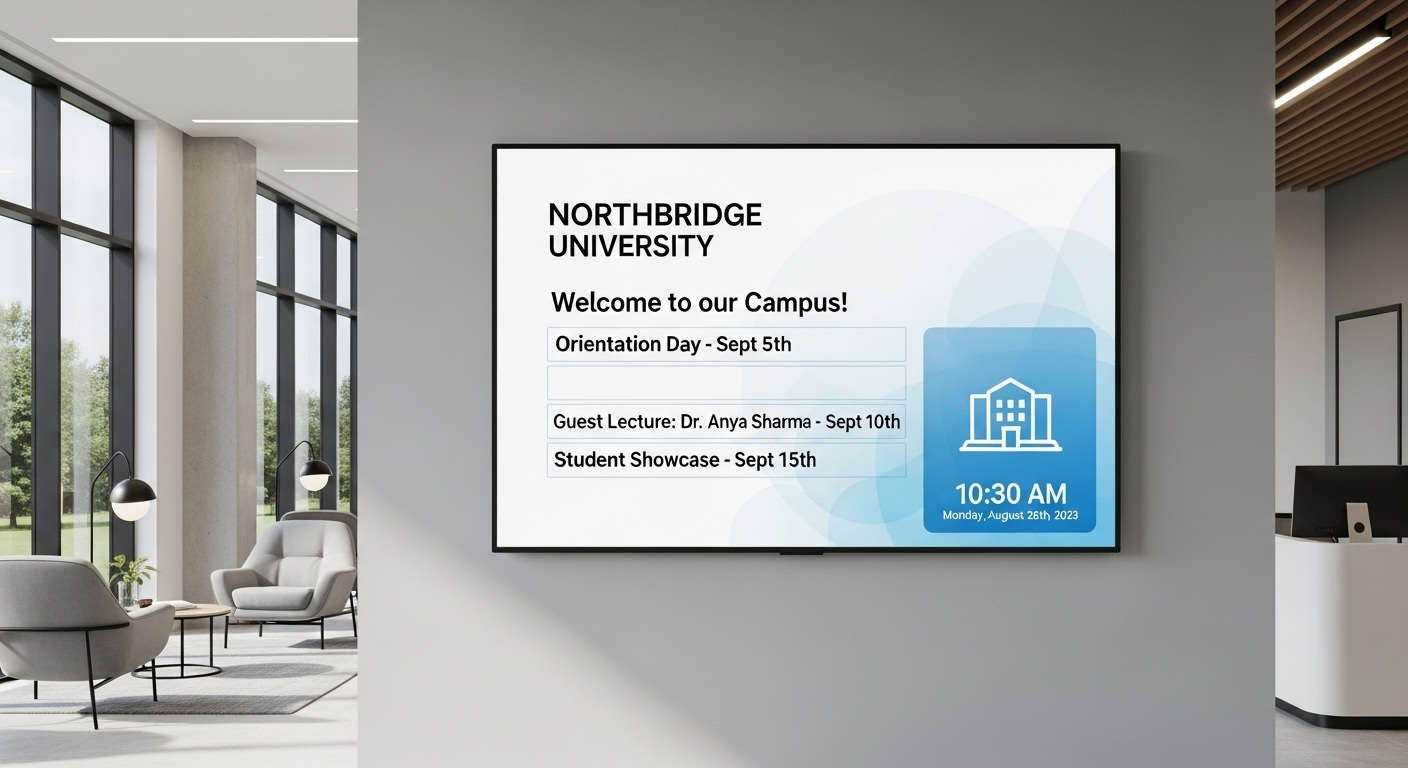 NORTHBRIDGE
UNIVERSITY
Welcome to our Campus!
Orientation Day - Sept 5th
Guest Lecture: Dr. Anya Sharma - Sept 10th
Student Showcase - Sept 15th
10:30 AM
Monday, August 26th, 2023